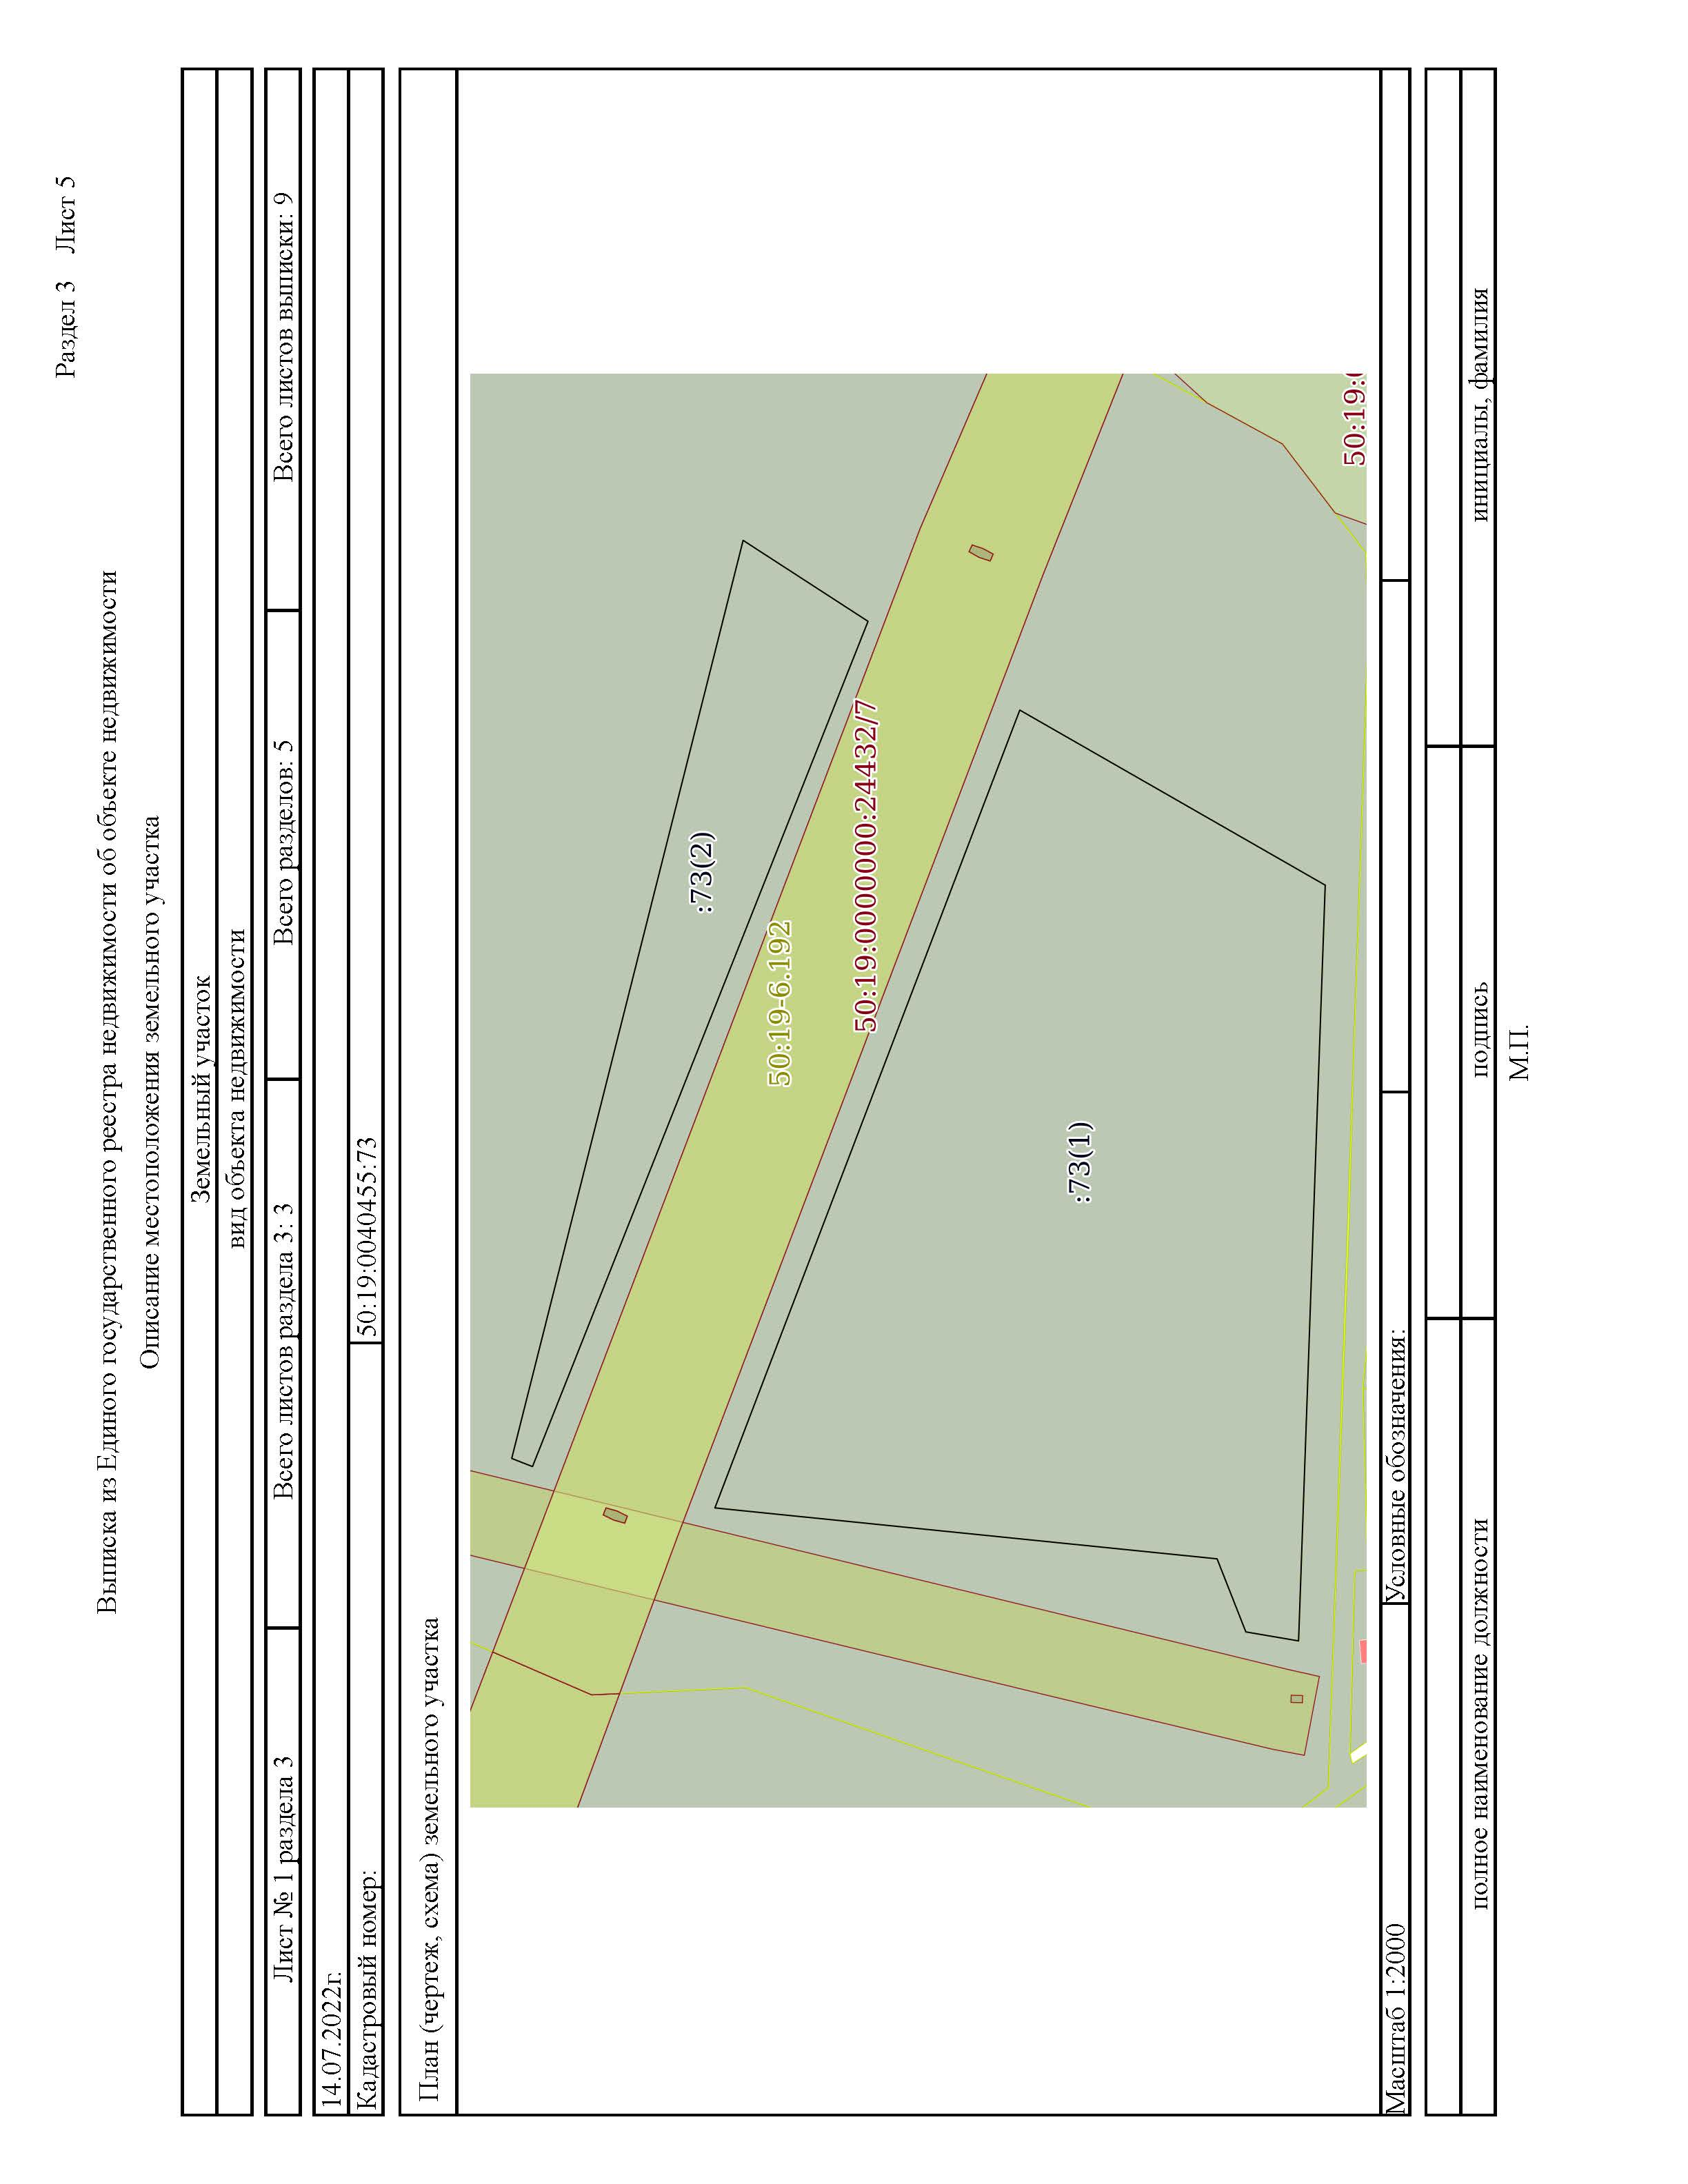 Раздел 3 Лист 5
Выписка из Единого государственного реестра недвижимости об объекте недвижимости
Описание местоположения земельного участка
Земельный участок
вид объекта недвижимости
Лист № 1 раздела 3 Всего листов раздела 3: 3 Всего разделов: 5 Всего листов выписки: 9
14.07.2022г.
Кадастровый номер: 50:19:0040455:73
План (чертеж, схема) земельного участка
:73(2)
50:19-6.192
50:19:0000000:24432/7
:73(1)
50:19:0
Масштаб 1:2000 Условные обозначения:
полное наименование должности подпись инициалы, фамилия
М.П.